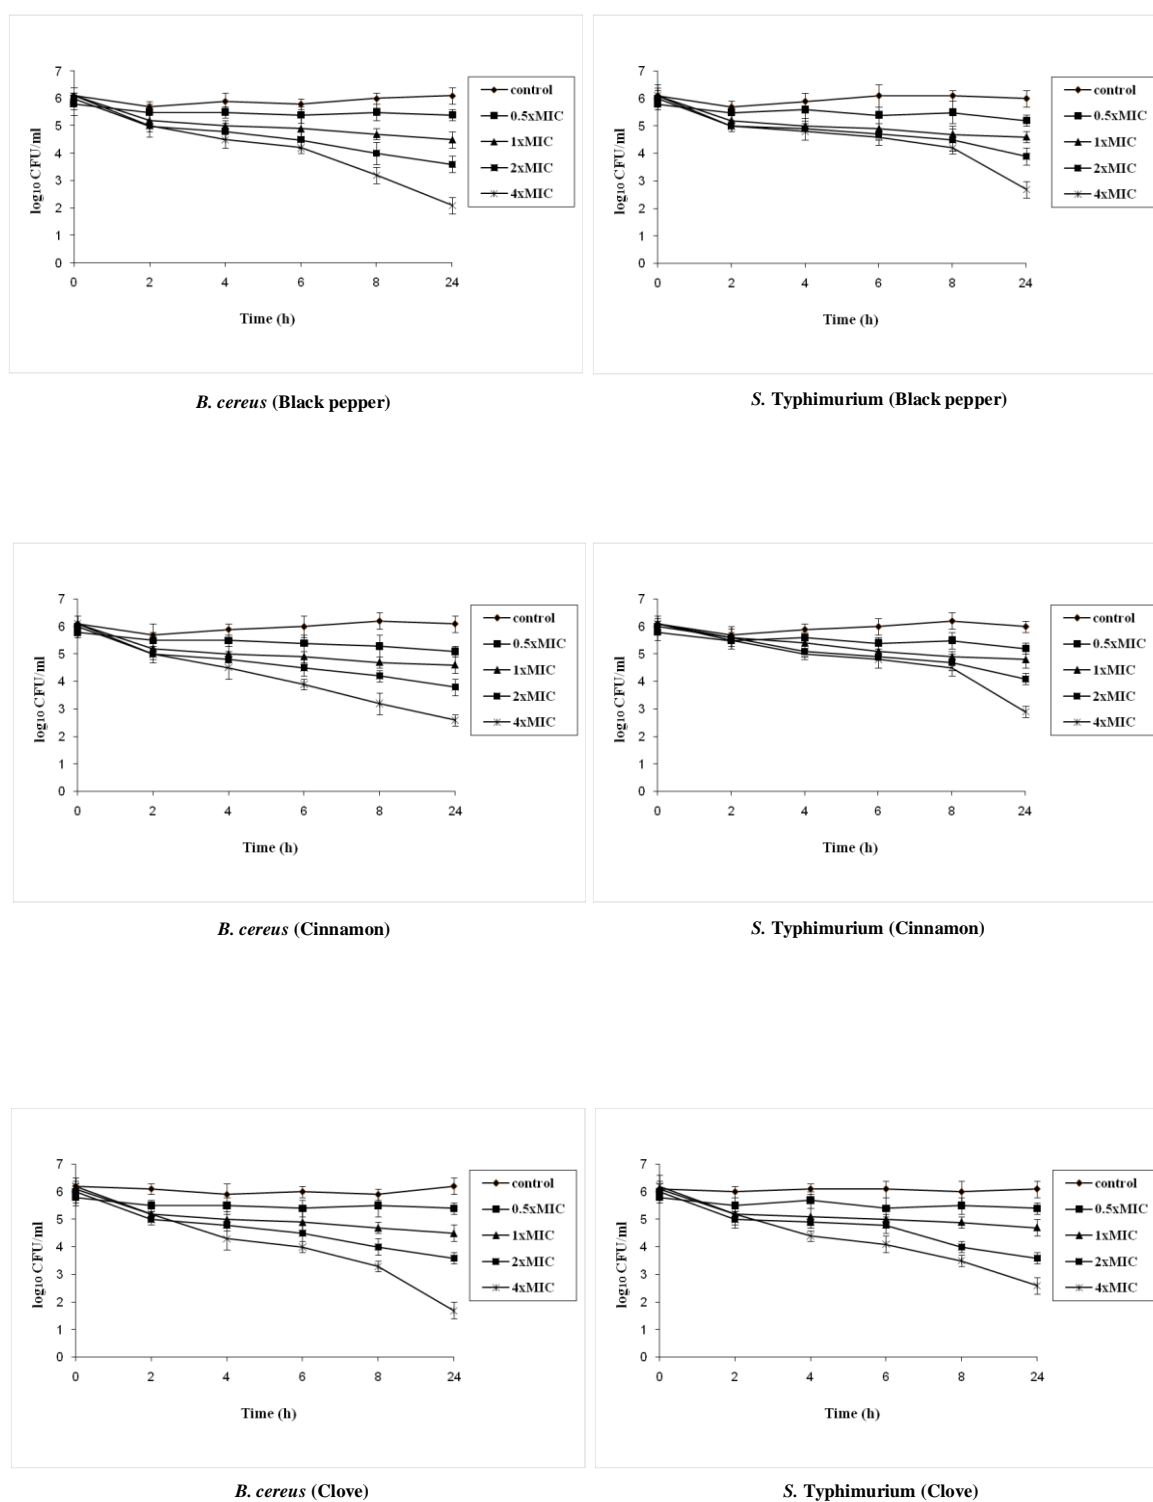 7
6
5
4
3
2
1
0
log10 CFU/ml
0 2 4 6 8 24
Time (h)
control
0.5xMIC
1xMIC
2xMIC
4xMIC
B. cereus (Black pepper)
7
6
5
4
3
2
1
0
log10 CFU/ml
0 2 4 6 8 24
Time (h)
control
0.5xMIC
1xMIC
2xMIC
4xMIC
S. Typhimurium (Black pepper)
7
6
5
4
3
2
1
0
log10 CFU/ml
0 2 4 6 8 24
Time (h)
control
0.5xMIC
1xMIC
2xMIC
4xMIC
B. cereus (Cinnamon)
7
6
5
4
3
2
1
0
log10 CFU/ml
0 2 4 6 8 24
Time (h)
control
0.5xMIC
1xMIC
2xMIC
4xMIC
S. Typhimurium (Cinnamon)
7
6
5
4
3
2
1
0
log10 CFU/ml
0 2 4 6 8 24
Time (h)
control
0.5xMIC
1xMIC
2xMIC
4xMIC
B. cereus (Clove)
7
6
5
4
3
2
1
0
log10 CFU/ml
0 2 4 6 8 24
Time (h)
control
0.5xMIC
1xMIC
2xMIC
4xMIC
S. Typhimurium (Clove)